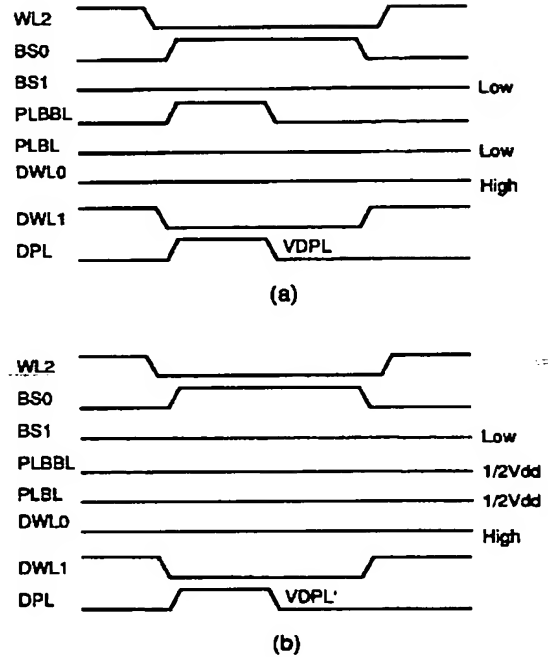 WL2
BS0
BS1 Low
PLBBL
PLBL Low
DWL0 High
DWL1
DPL VDPL
(a)
WL2
BS0
BS1 Low
PLBBL 1/2Vdd
PLBL 1/2Vdd
DWL0 High
DWL1
DPL VDPL'
(b)